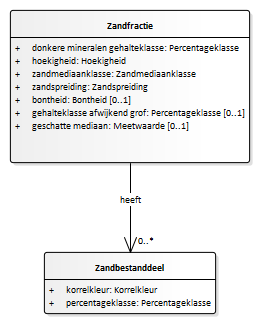 Zandfractie
+ donkere mineralen gehalteklasse: Percentageklasse
+ hoekigheid: Hoekigheid
+ zandmediaanklasse: Zandmediaanklasse
+ zandspreiding: Zandspreiding
+ bontheid: Bontheid [0..1]
+ gehalteklasse afwijkend grof: Percentageklasse [0..1]
+ geschatte mediaan: Meetwaarde [0..1]
heeft
0..*
Zandbestanddeel
+ korrelkleur: Korrelkleur
+ percentageklasse: Percentageklasse